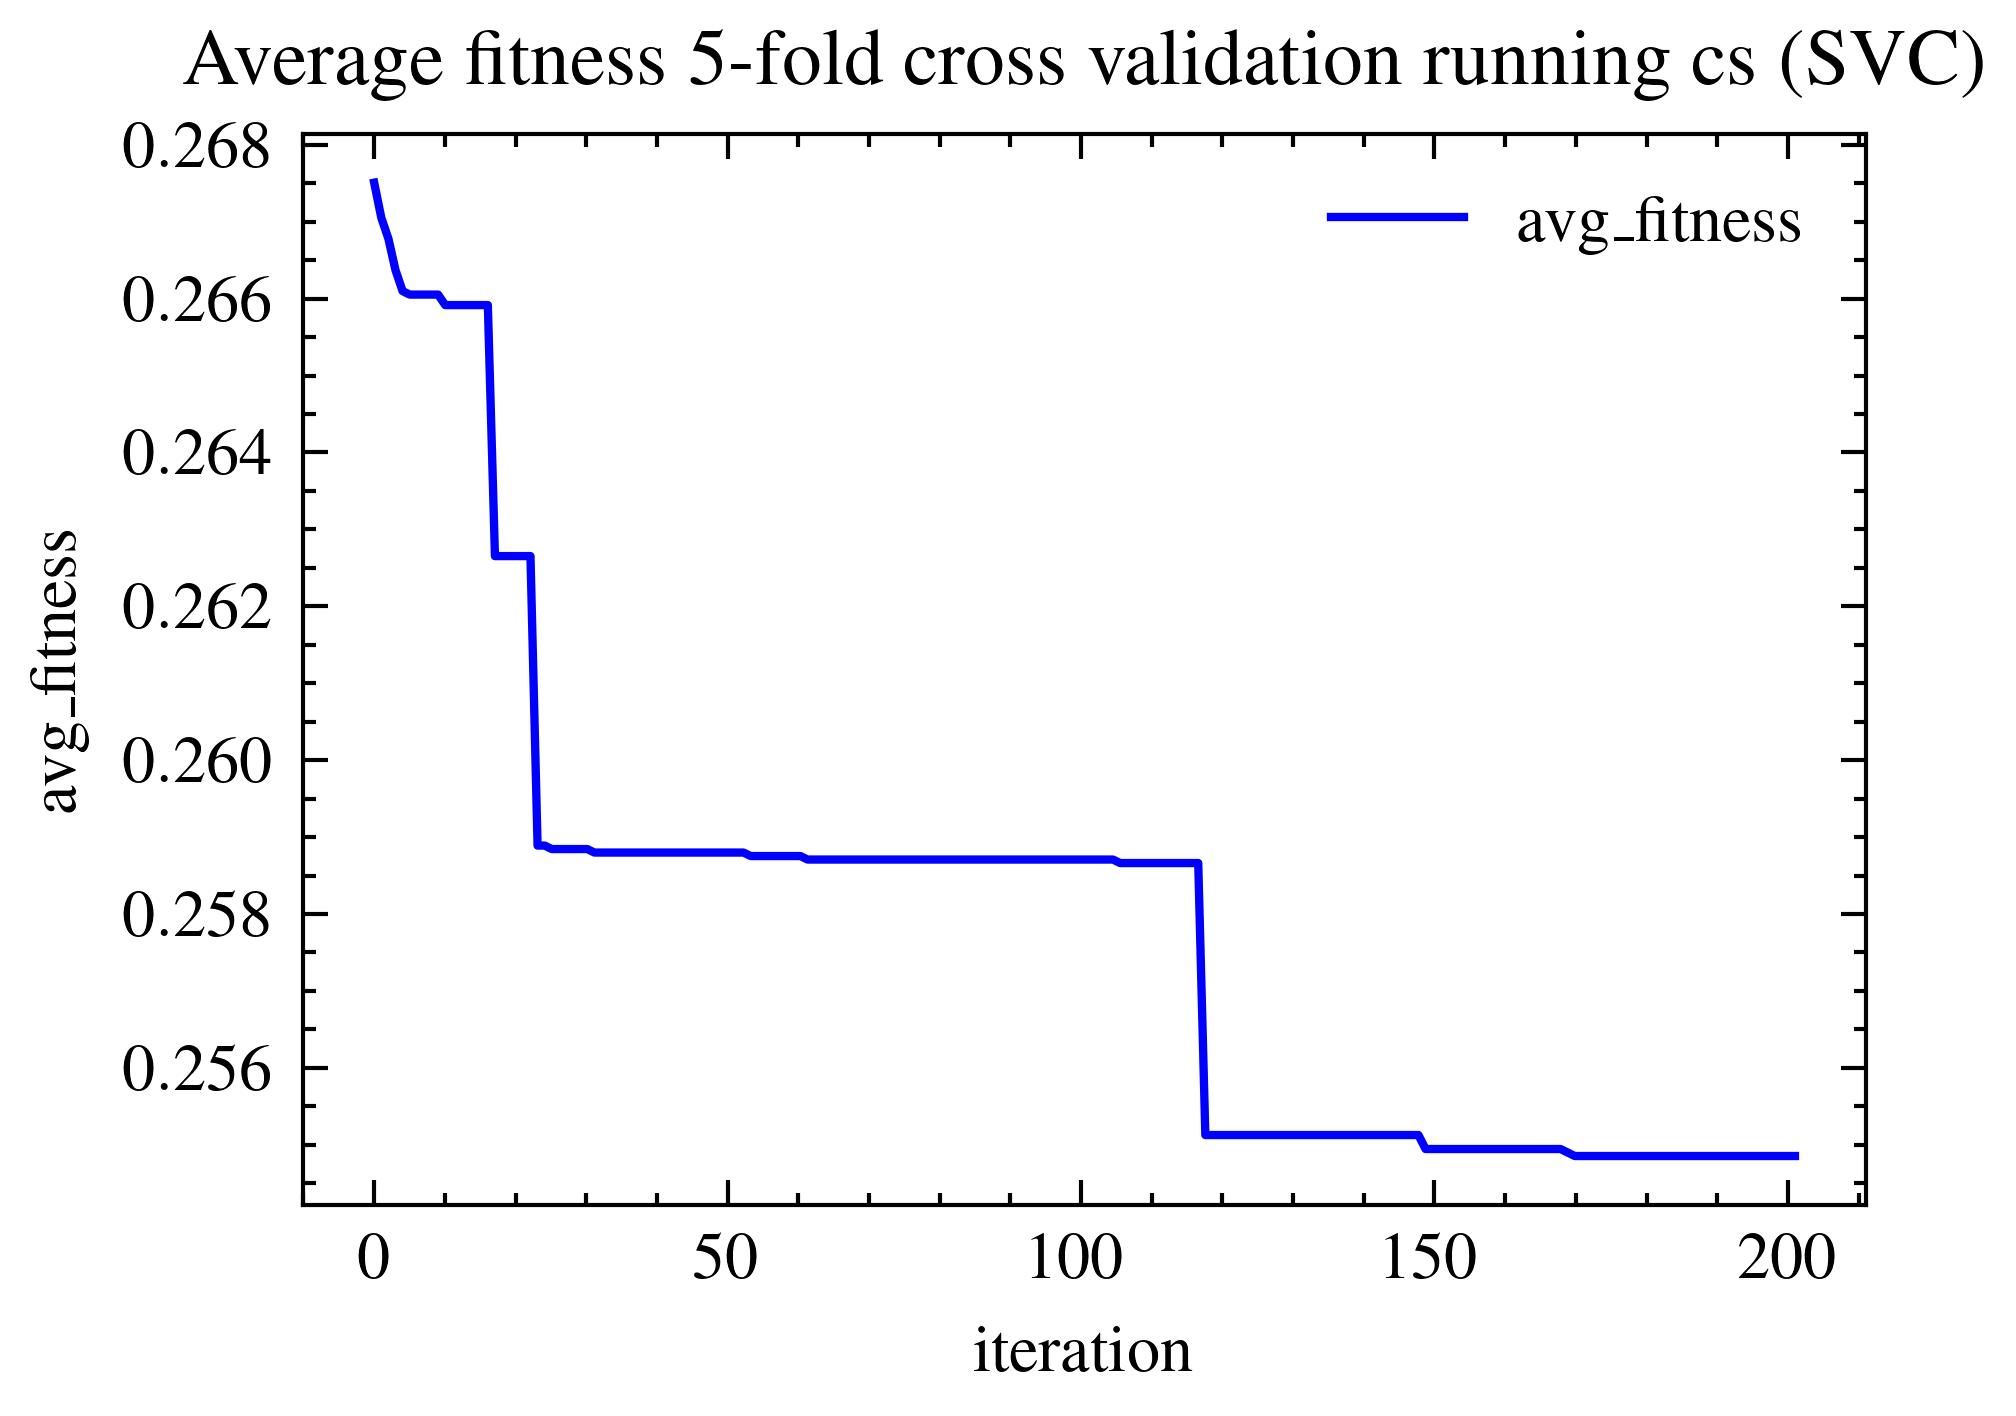 Average fitness 5-fold cross validation running cs (SVC)
avg_fitness
0.268
0.266
0.264
0.262
0.260
0.258
0.256
avg_fitness
0 50 100 150 200
iteration